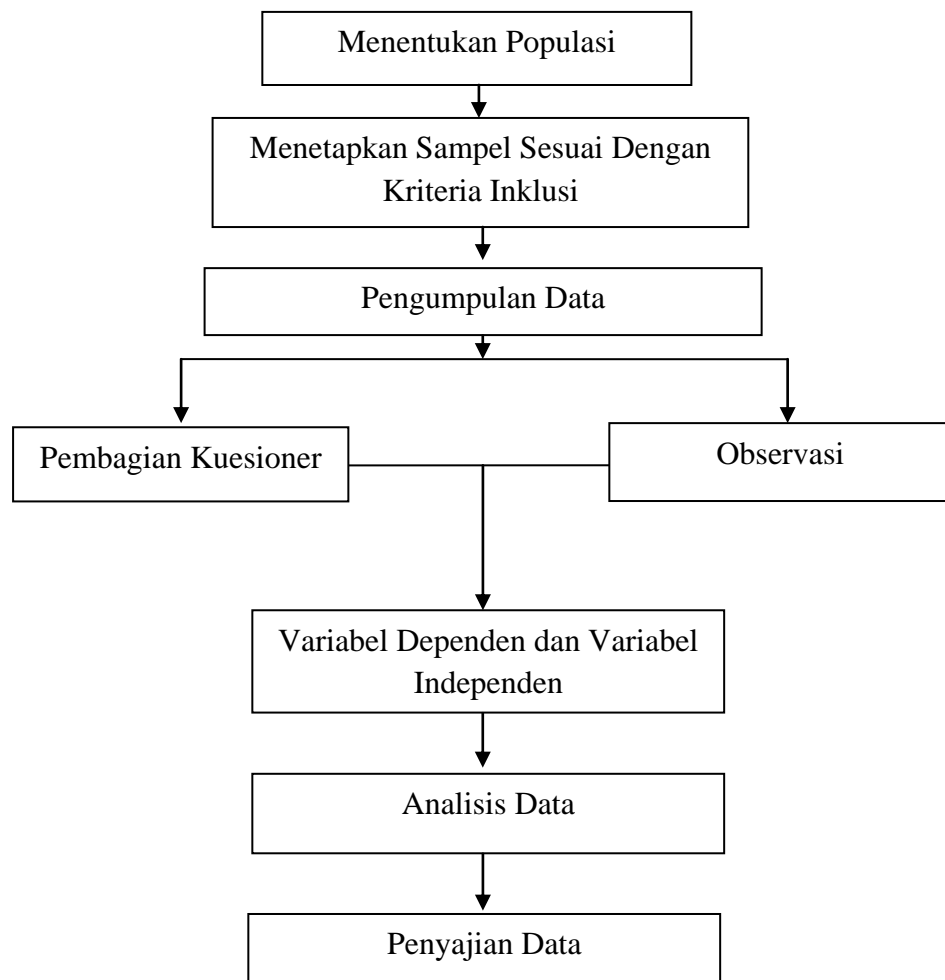 Menentukan Populasi
Menetapkan Sampel Sesuai Dengan
Kriteria Inklusi
Pengumpulan Data
Pembagian Kuesioner
Observasi
Variabel Dependen dan Variabel
Independen
Analisis Data
Penyajian Data